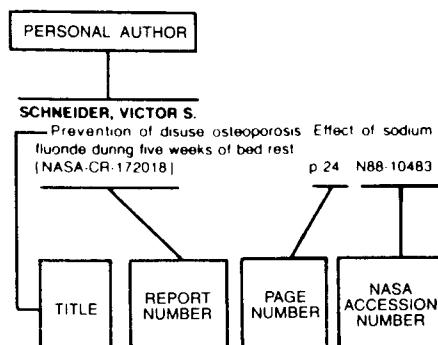 PERSONAL AUTHOR
SCHNEIDER, VICTOR S.
Prevention of disuse osteoporosis Effect of sodium
fluonde during five weeks of bed rest
[NASA-CR-172018] p 24 N88-10483
TITLE
REPORT
NUMBER
PAGE
NUMBER
NASA
ACCESSION
NUMBER